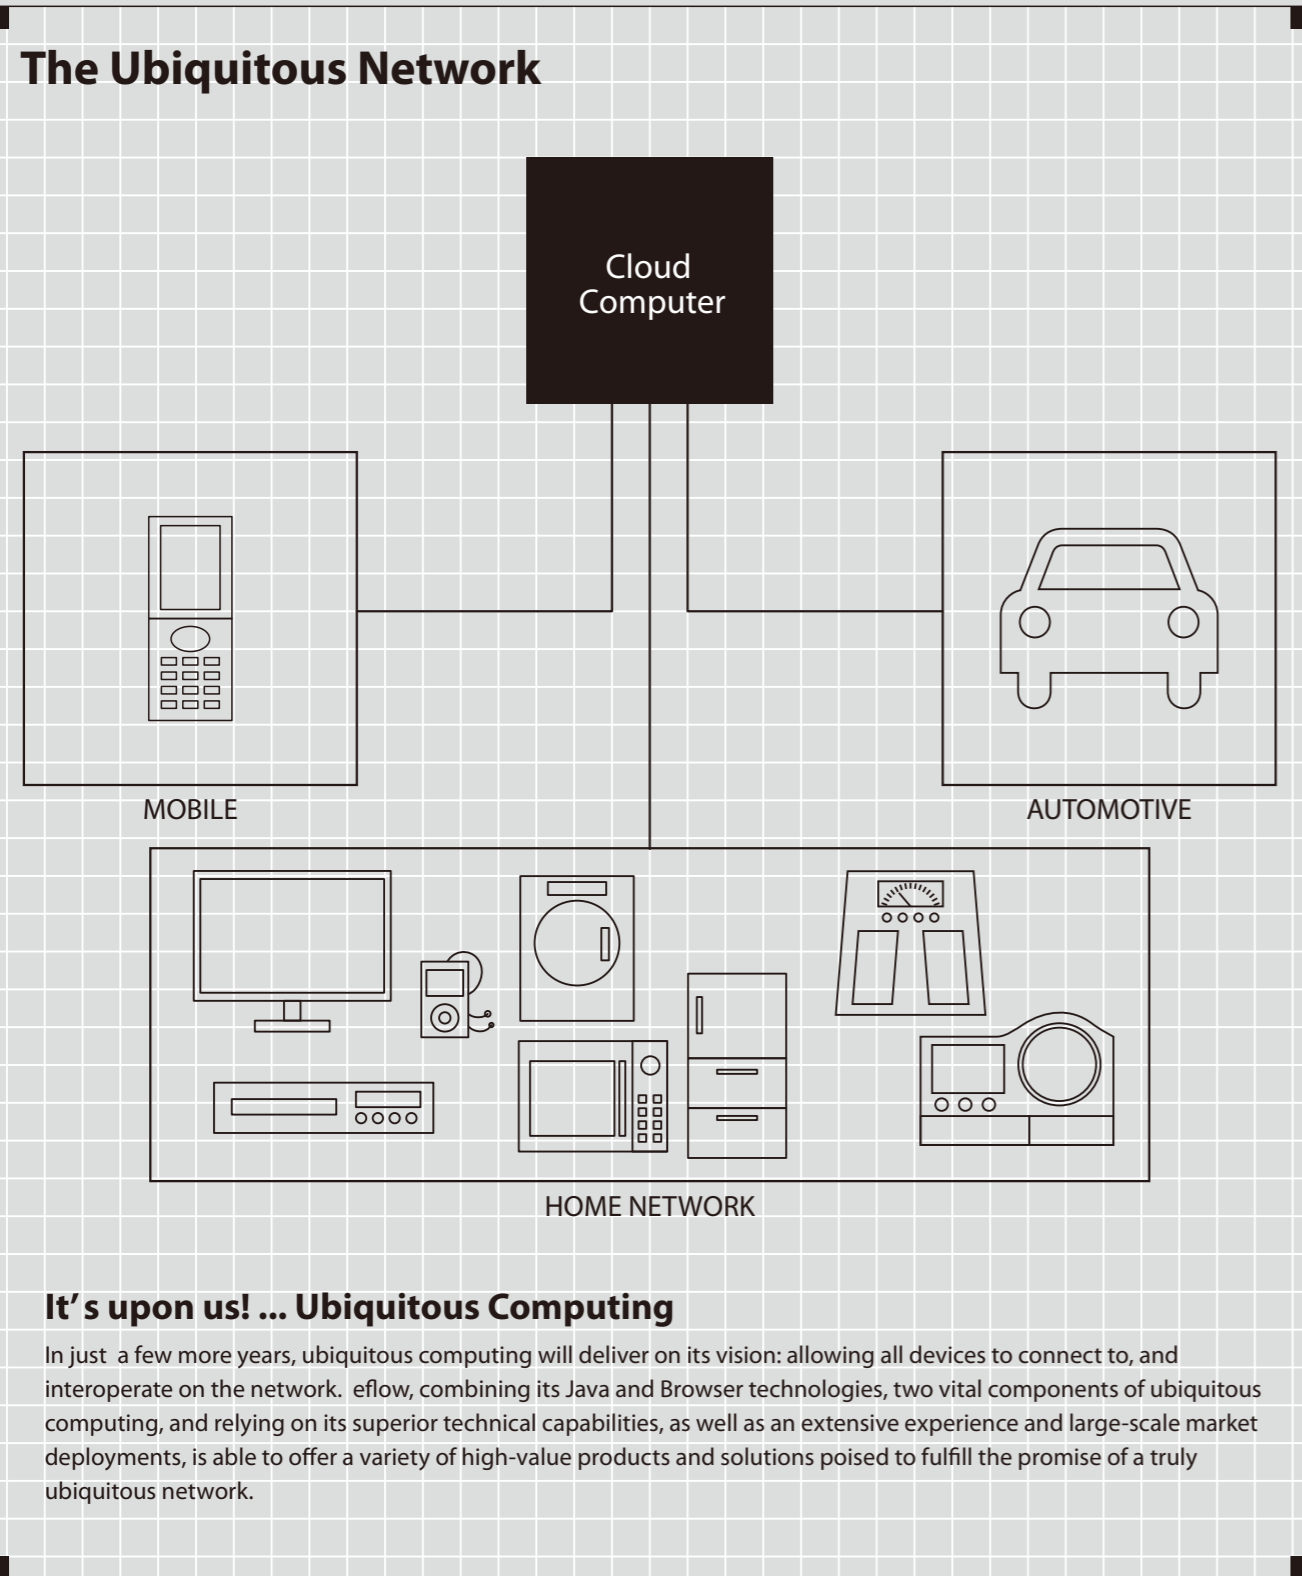 The Ubiquitous Network
Cloud
Computer
MOBILE
AUTOMOTIVE
HOME NETWORK
It’ s upon us! ... Ubiquitous Computing
In just  a few more years, ubiquitous computing will deliver on its vision: allowing all devices to connect to, and
interoperate on the network.  eflow, combining its Java and Browser technologies, two vital components of ubiquitous
computing, and relying on its superior technical capabilities, as well as an extensive experience and large-scale market
deployments, is able to offer a variety of high-value products and solutions poised to fulfill the promise of a truly
ubiquitous network.